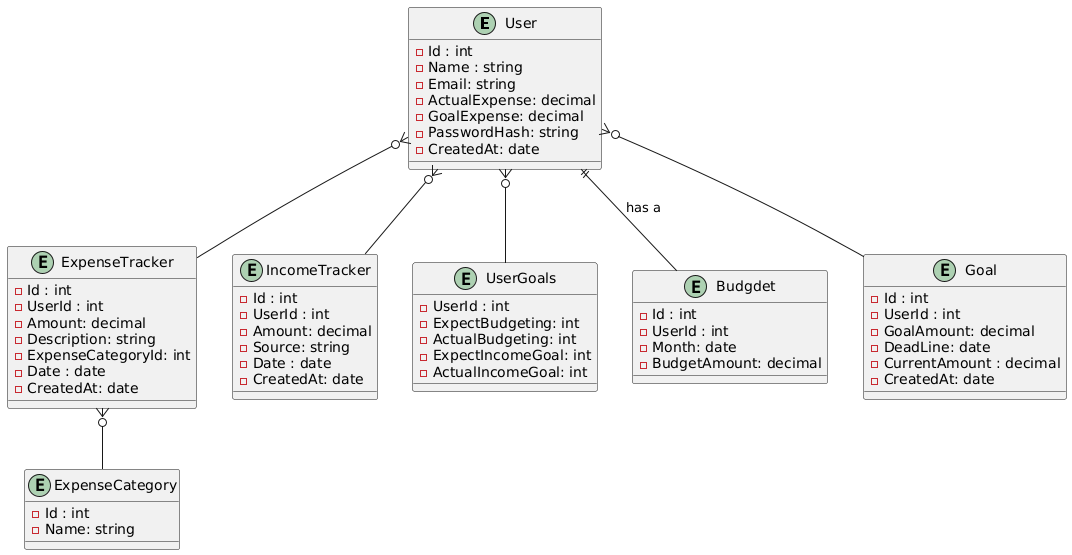 E User
Id : int
Name : string
Email: string
ActualExpense: decimal
GoalExpense: decimal
PasswordHash: string
CreatedAt: date
has a
E ExpenseTracker
Id : int
UserId : int
Amount: decimal
Description: string
ExpenseCategoryId: int
Date : date
CreatedAt: date
E IncomeTracker
Id : int
UserId : int
Amount: decimal
Source: string
Date : date
CreatedAt: date
E UserGoals
UserId : int
ExpectBudgeting: int
ActualBudgeting: int
ExpectIncomeGoal: int
ActualIncomeGoal: int
E Budgdet
Id : int
UserId : int
Month: date
BudgetAmount: decimal
E Goal
Id : int
UserId : int
GoalAmount: decimal
DeadLine: date
CurrentAmount : decimal
CreatedAt: date
E ExpenseCategory
Id : int
Name: string